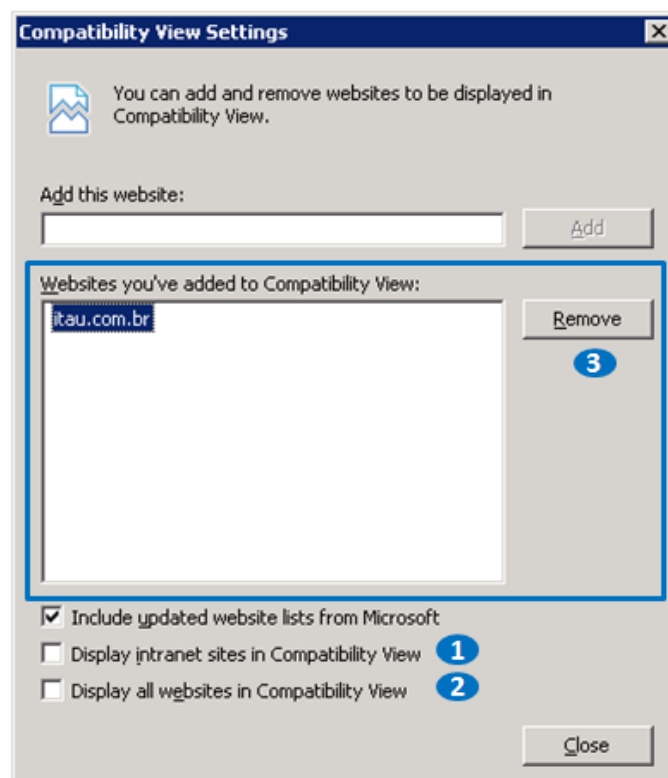 Compatibility View Settings
You can add and remove websites to be displayed in
Compatibility View.
Add this website:
Add
Websites you've added to Compatibility View:
itau.com.br
Remove
3
Include updated website lists from Microsoft
Display intranet sites in Compatibility View 1
Display all websites in Compatibility View 2
Close